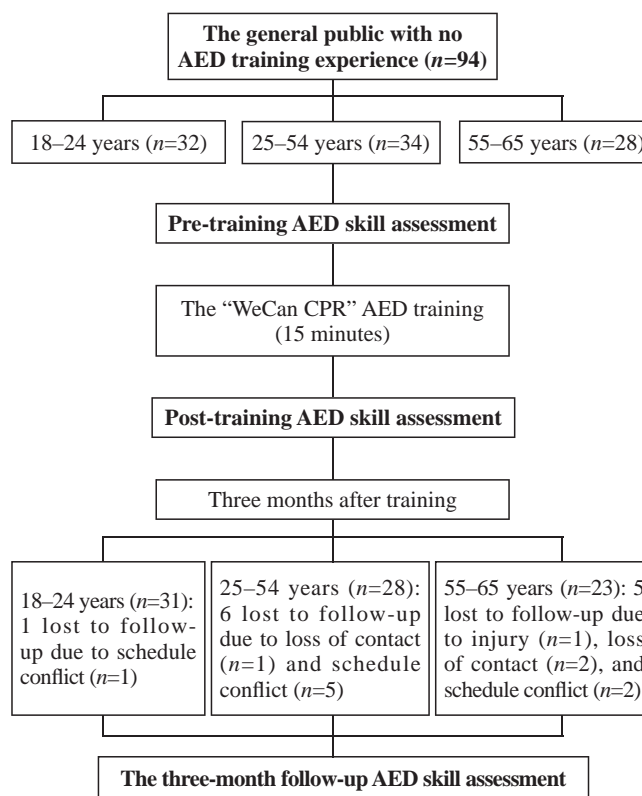 The general public with no
AED training experience (n=94)
18–24 years (n=32)
25–54 years (n=34)
55–65 years (n=28)
Pre-training AED skill assessment
The “WeCan CPR” AED training
(15 minutes)
Post-training AED skill assessment
Three months after training
18–24 years (n=31):
1 lost to follow-
up due to schedule
conflict (n=1)
25–54 years (n=28):
6 lost to follow-up
due to loss of contact
(n=1) and schedule
conflict (n=5)
55–65 years (n=23): 5
lost to follow-up due
to injury (n=1), loss
of contact (n=2), and
schedule conflict (n=2)
The three-month follow-up AED skill assessment